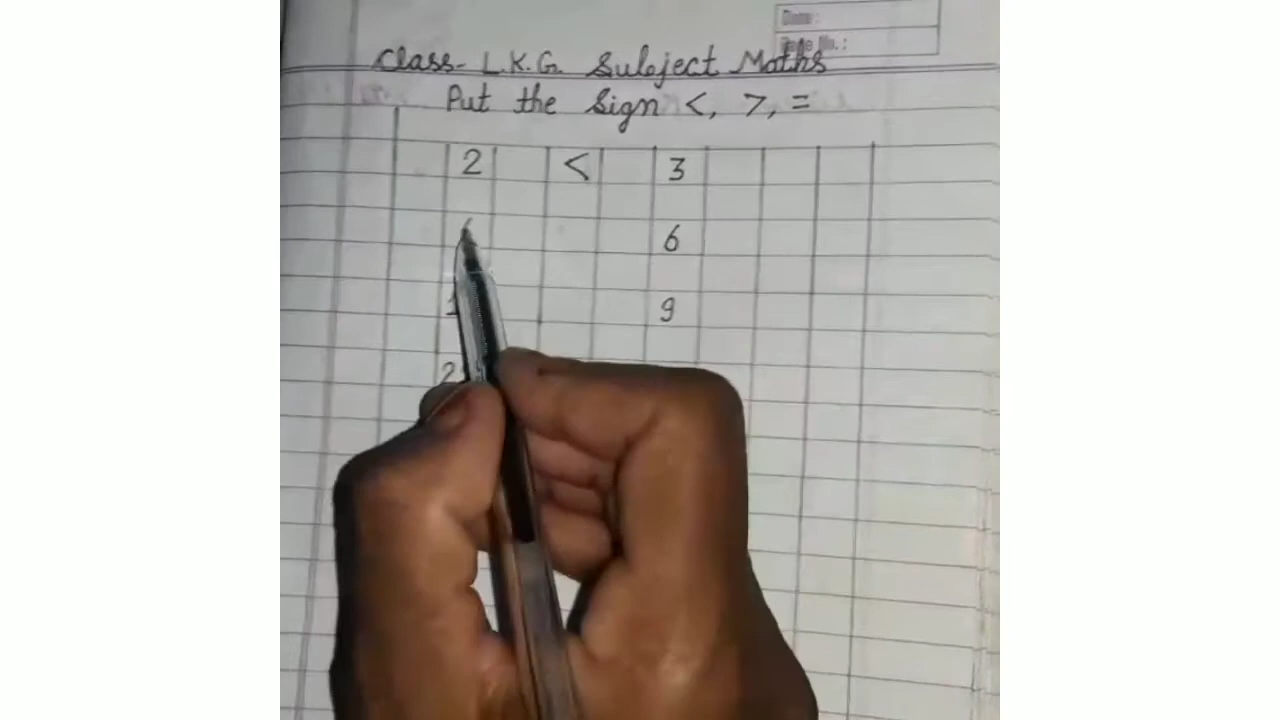 Date:
Page No.:
Class- L.K.G. Subject Maths
Put the Sign <, >, =
2 < 3
6
9